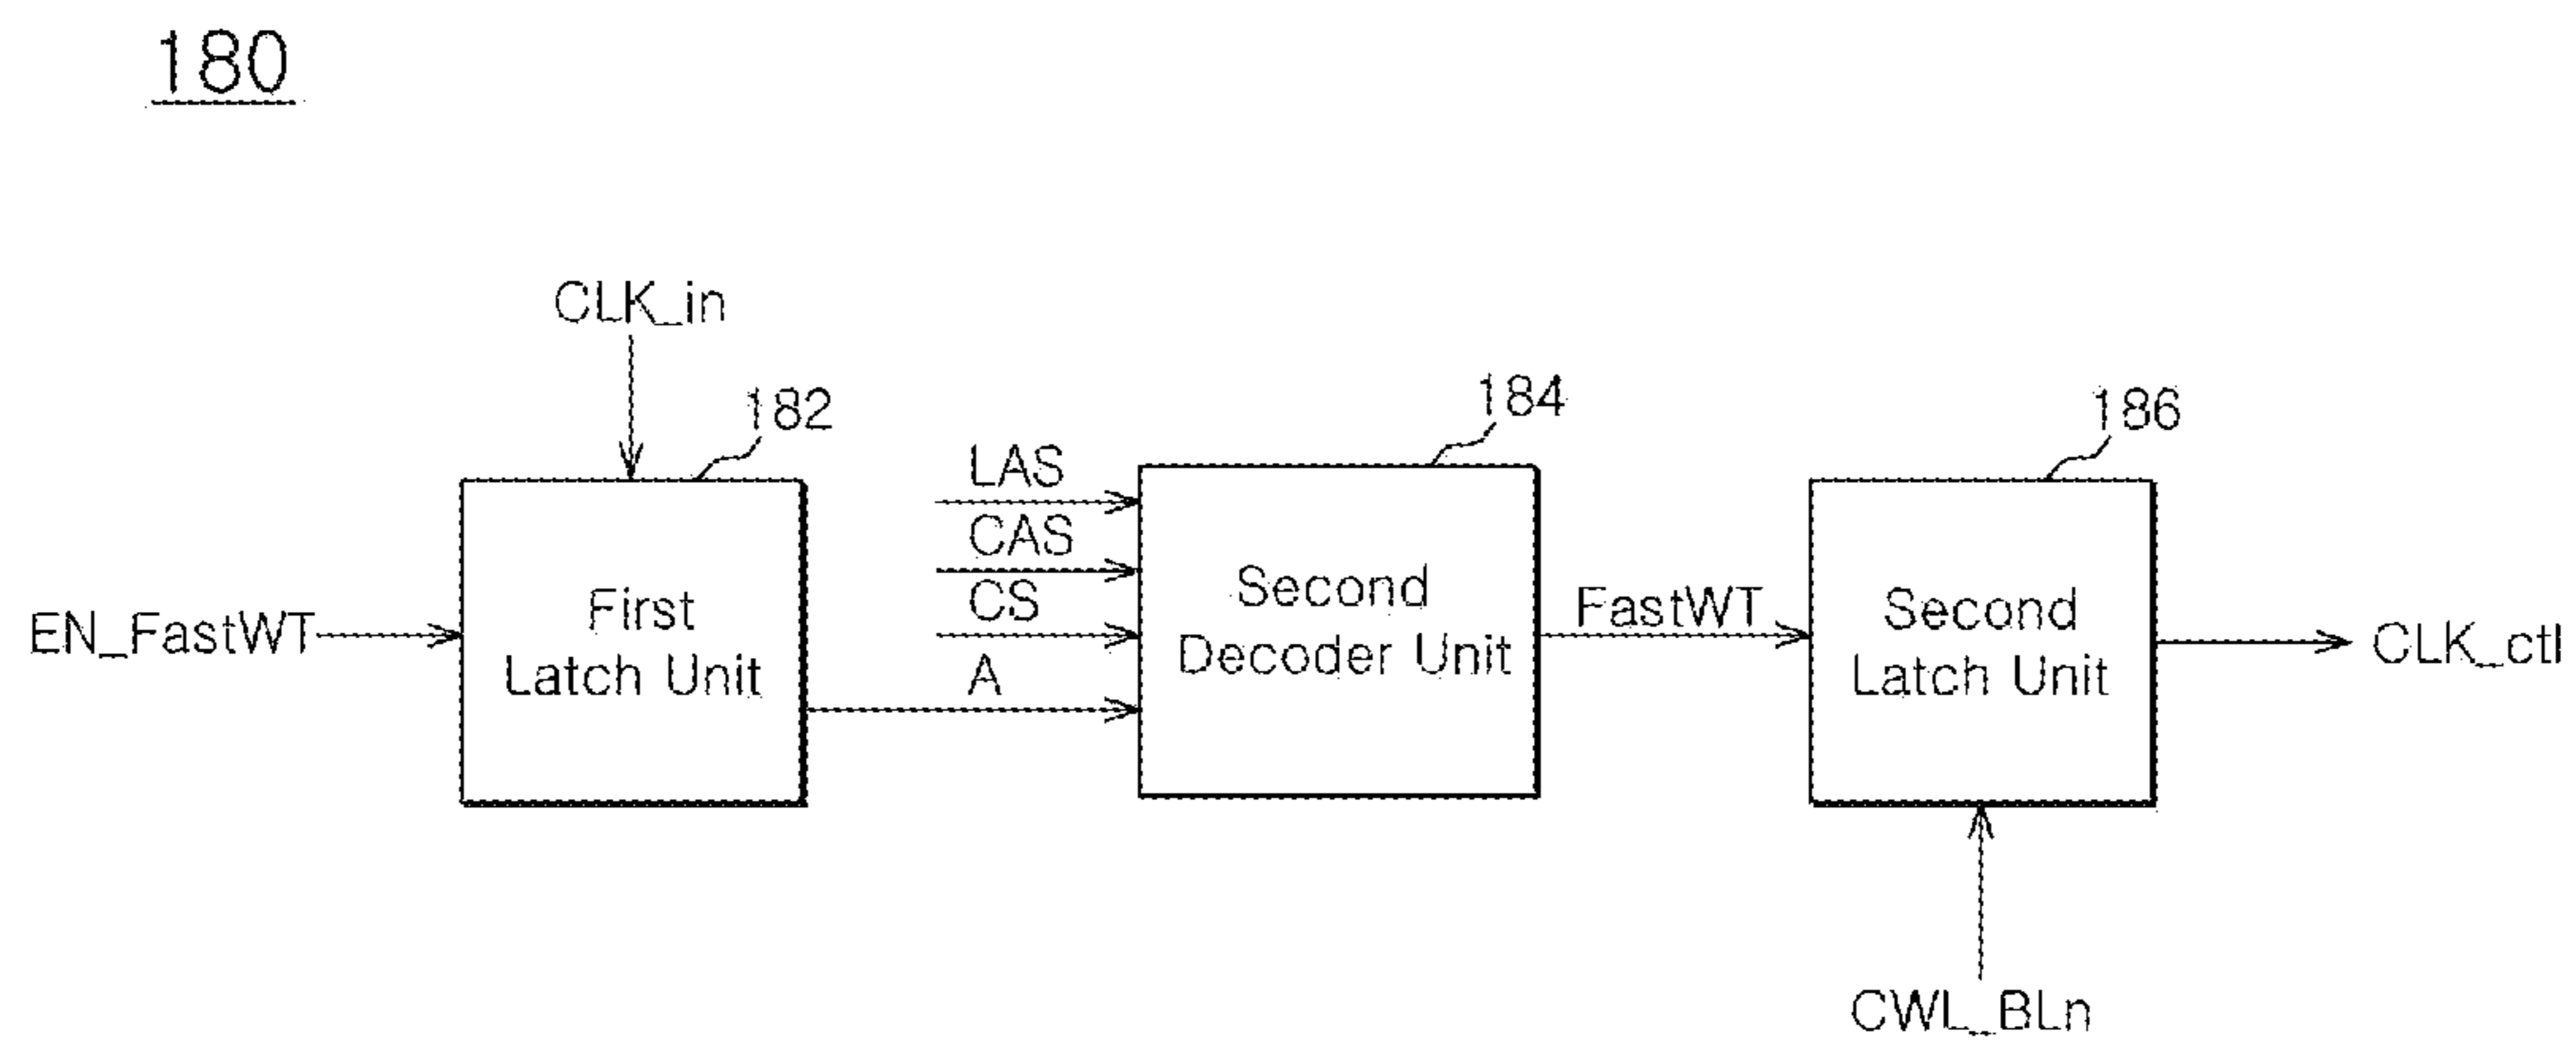 180
CLK_in
182
184
186
LAS
CAS
CS
A
EN_FastWT
First
Latch Unit
Second
Decoder Unit
FastWT
Second
Latch Unit
CLK_ctl
CWL_BLn